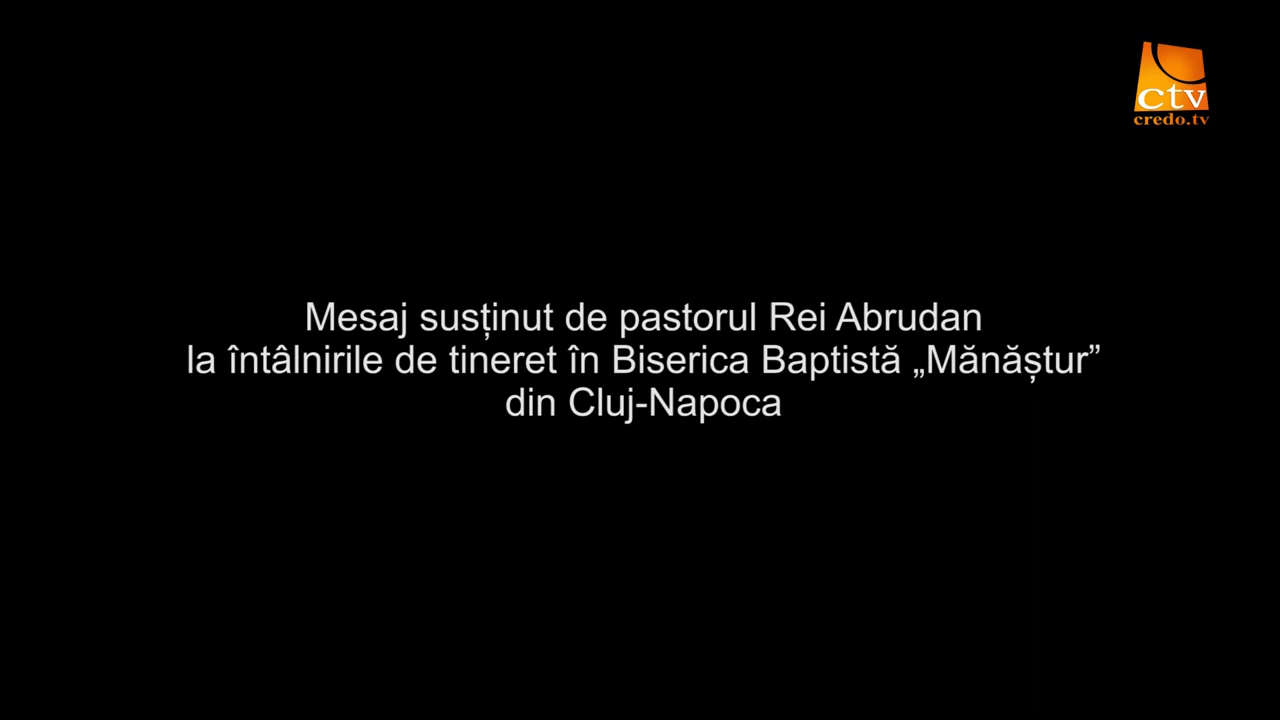 ctv
credo.tv
Mesaj susținut de pastorul Rei Abrudan
la întâlnirile de tineret în Biserica Baptistă „Mănăștur”
din Cluj-Napoca